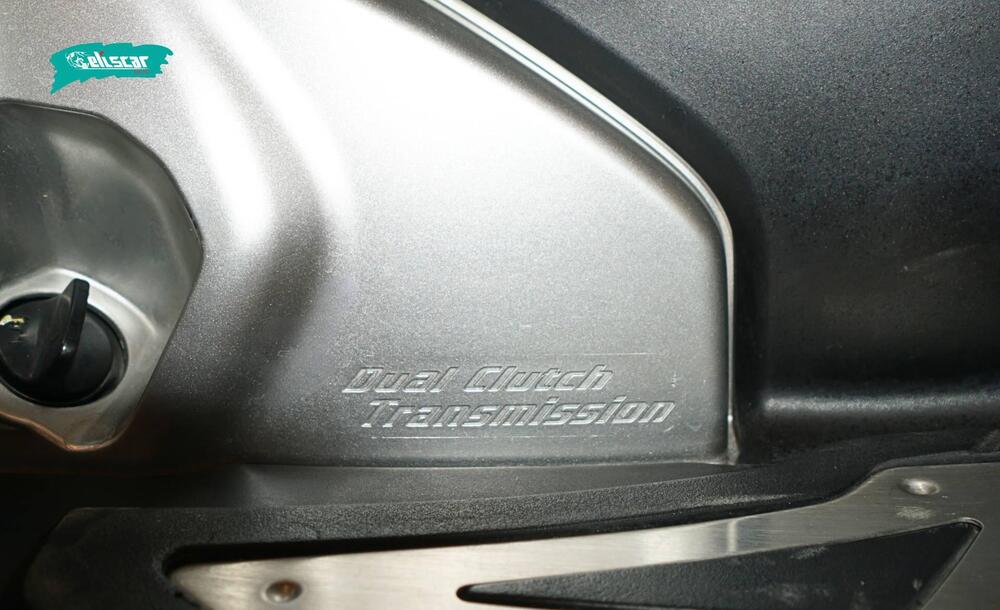 eliscar
Dual Clutch
Transmission